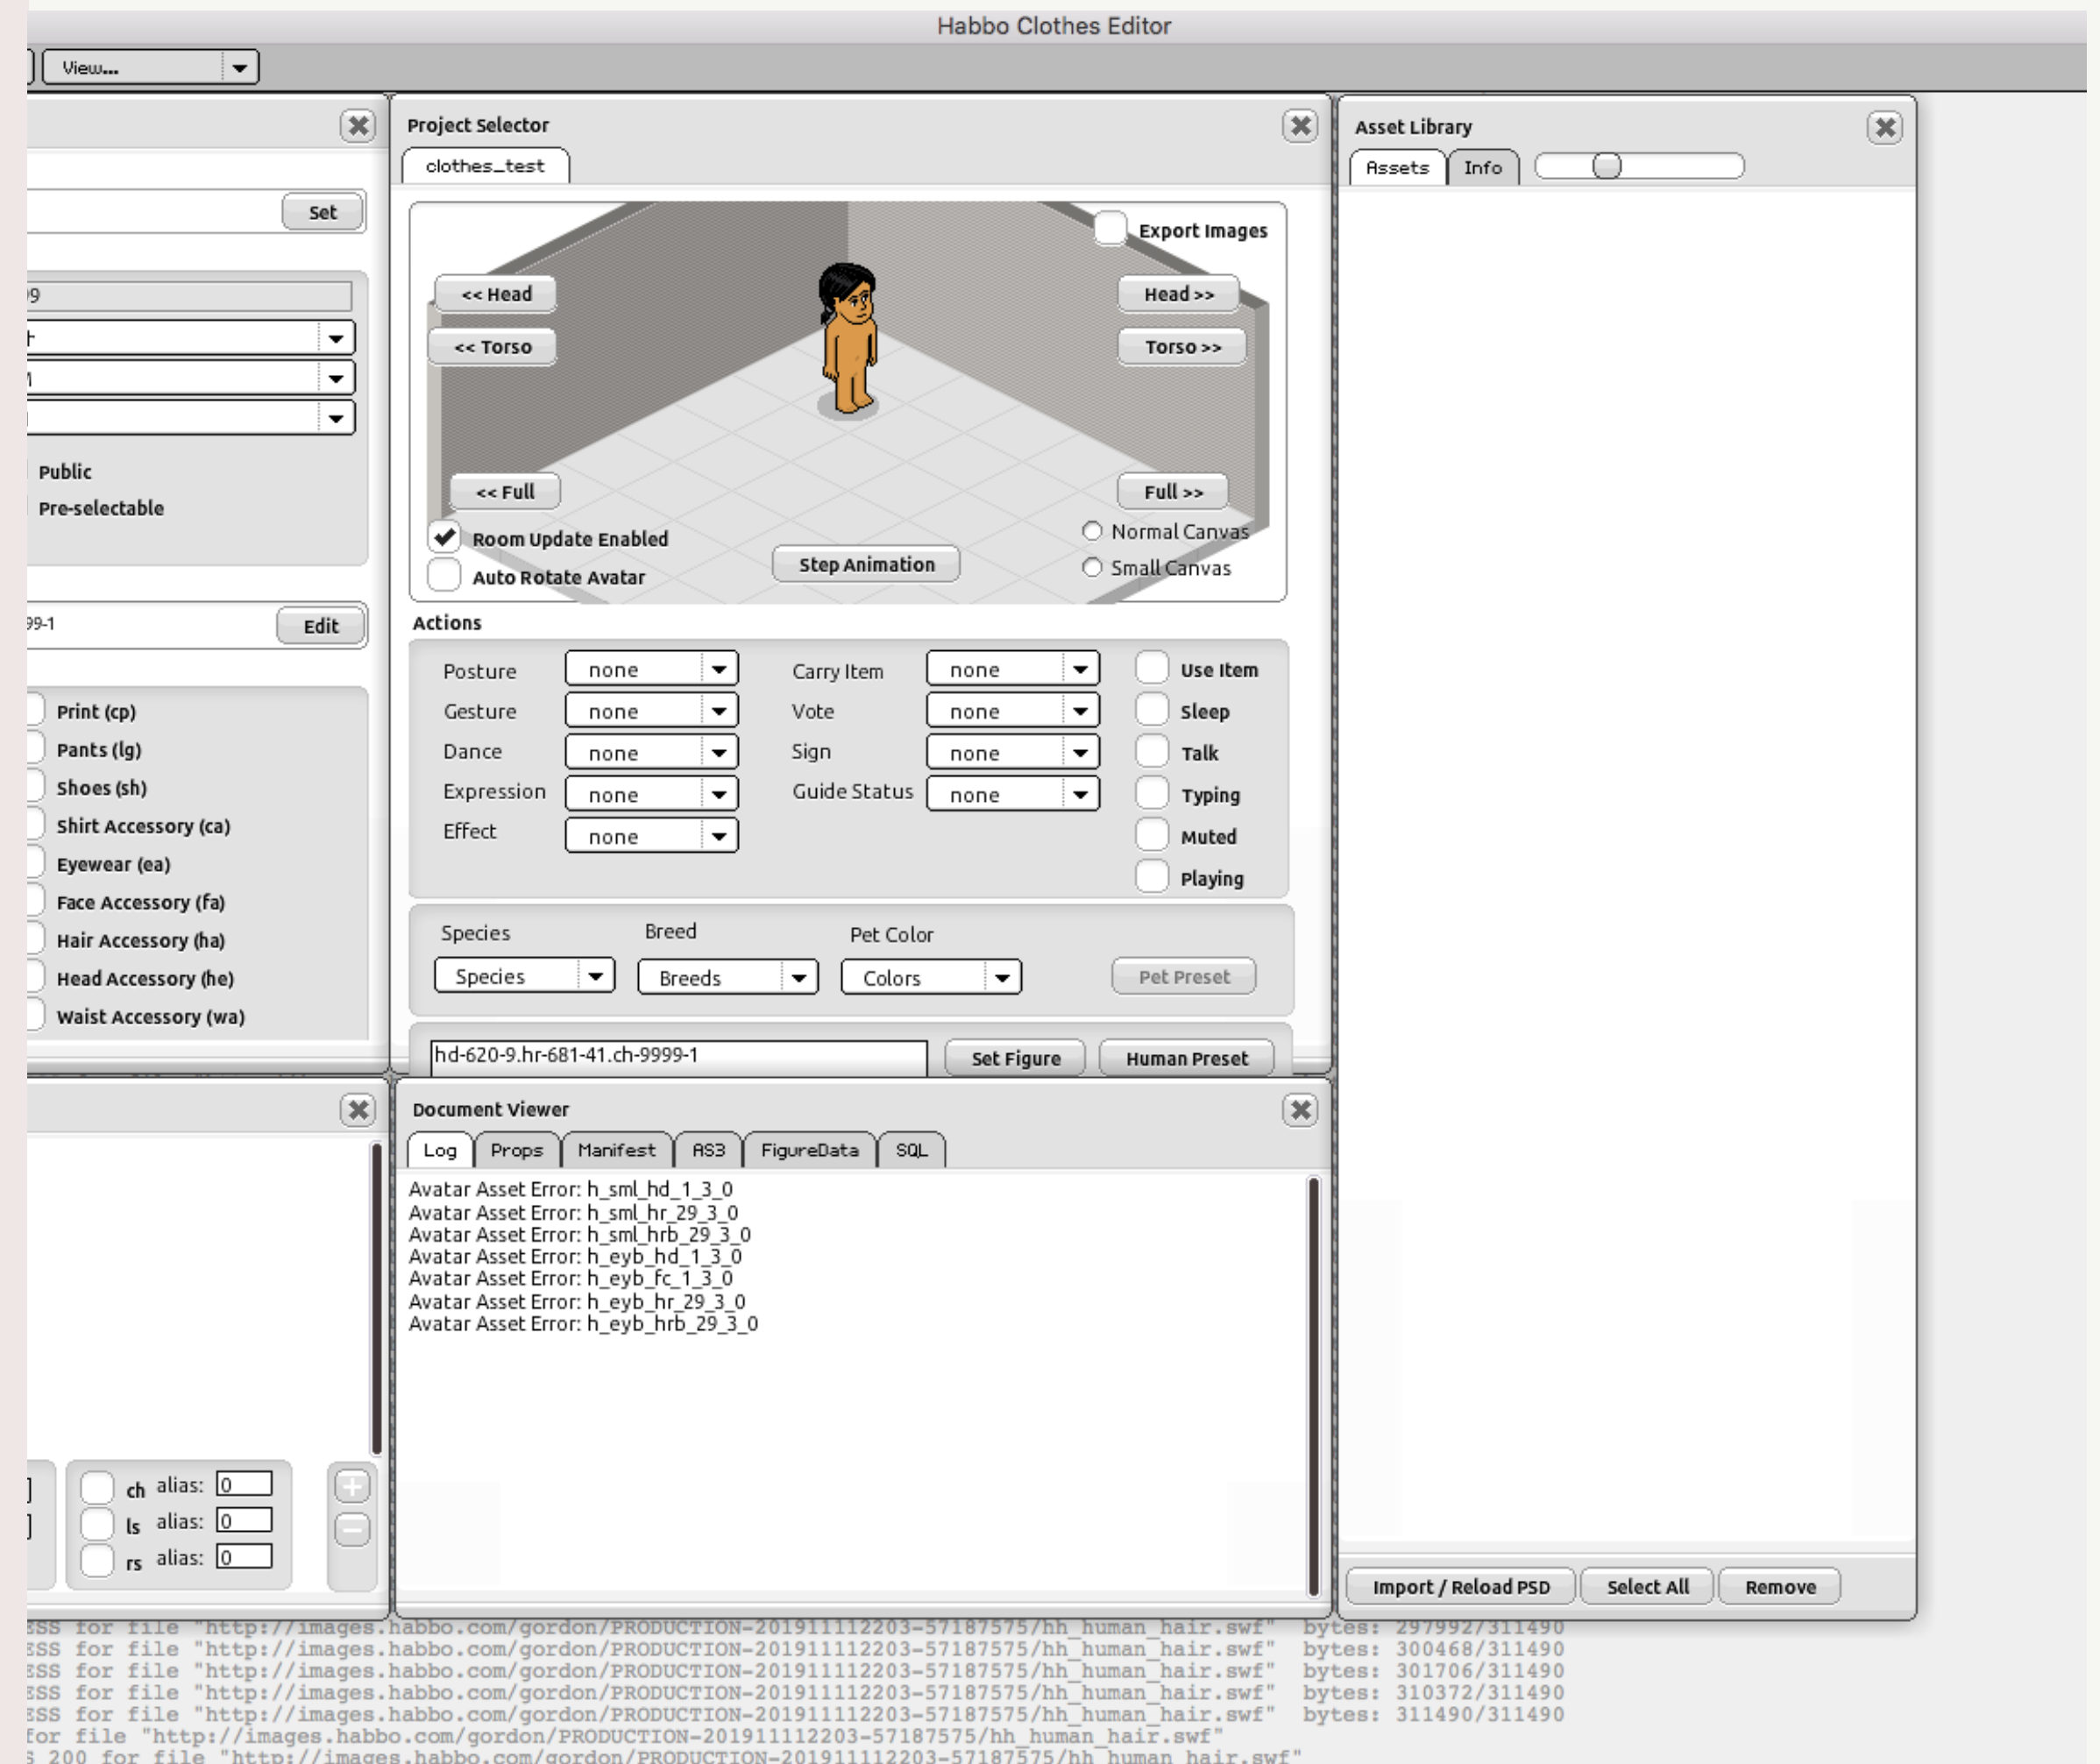 Habbo Clothes Editor
View...
Set
99
Public
Pre-selectable
99-1
Edit
Print (cp)
Pants (lg)
Shoes (sh)
Shirt Accessory (ca)
Eyewear (ea)
Face Accessory (fa)
Hair Accessory (ha)
Head Accessory (he)
Waist Accessory (wa)
ch alias: 0
ls alias: 0
rs alias: 0
Project Selector
clothes_test
Export Images
<< Head
Head >>
<< Torso
Torso >>
<< Full
Full >>
Room Update Enabled
Normal Canvas
Auto Rotate Avatar
Step Animation
Small Canvas
Actions
Posture none Carry Item none Use Item
Gesture none Vote none Sleep
Dance none Sign none Talk
Expression none Guide Status none Typing
Effect none Muted
Playing
Species Breed Pet Color
Species Breeds Colors Pet Preset
hd-620-9.hr-681-41.ch-9999-1 Set Figure Human Preset
Document Viewer
Log Props Manifest AS3 FigureData SQL
Avatar Asset Error: h_sml_hd_1_3_0
Avatar Asset Error: h_sml_hr_29_3_0
Avatar Asset Error: h_sml_hrb_29_3_0
Avatar Asset Error: h_eyb_hd_1_3_0
Avatar Asset Error: h_eyb_fc_1_3_0
Avatar Asset Error: h_eyb_hr_29_3_0
Avatar Asset Error: h_eyb_hrb_29_3_0
Asset Library
Assets Info
Import / Reload PSD Select All Remove
ESS for file "http://images.habbo.com/gordon/PRODUCTION-201911112203-57187575/hh_human_hair.swf" bytes: 297992/311490
ESS for file "http://images.habbo.com/gordon/PRODUCTION-201911112203-57187575/hh_human_hair.swf" bytes: 300468/311490
ESS for file "http://images.habbo.com/gordon/PRODUCTION-201911112203-57187575/hh_human_hair.swf" bytes: 301706/311490
ESS for file "http://images.habbo.com/gordon/PRODUCTION-201911112203-57187575/hh_human_hair.swf" bytes: 310372/311490
ESS for file "http://images.habbo.com/gordon/PRODUCTION-201911112203-57187575/hh_human_hair.swf" bytes: 311490/311490
for file "http://images.habbo.com/gordon/PRODUCTION-201911112203-57187575/hh_human_hair.swf"
S 200 for file "http://images.habbo.com/gordon/PRODUCTION-201911112203-57187575/hh_human_hair.swf"